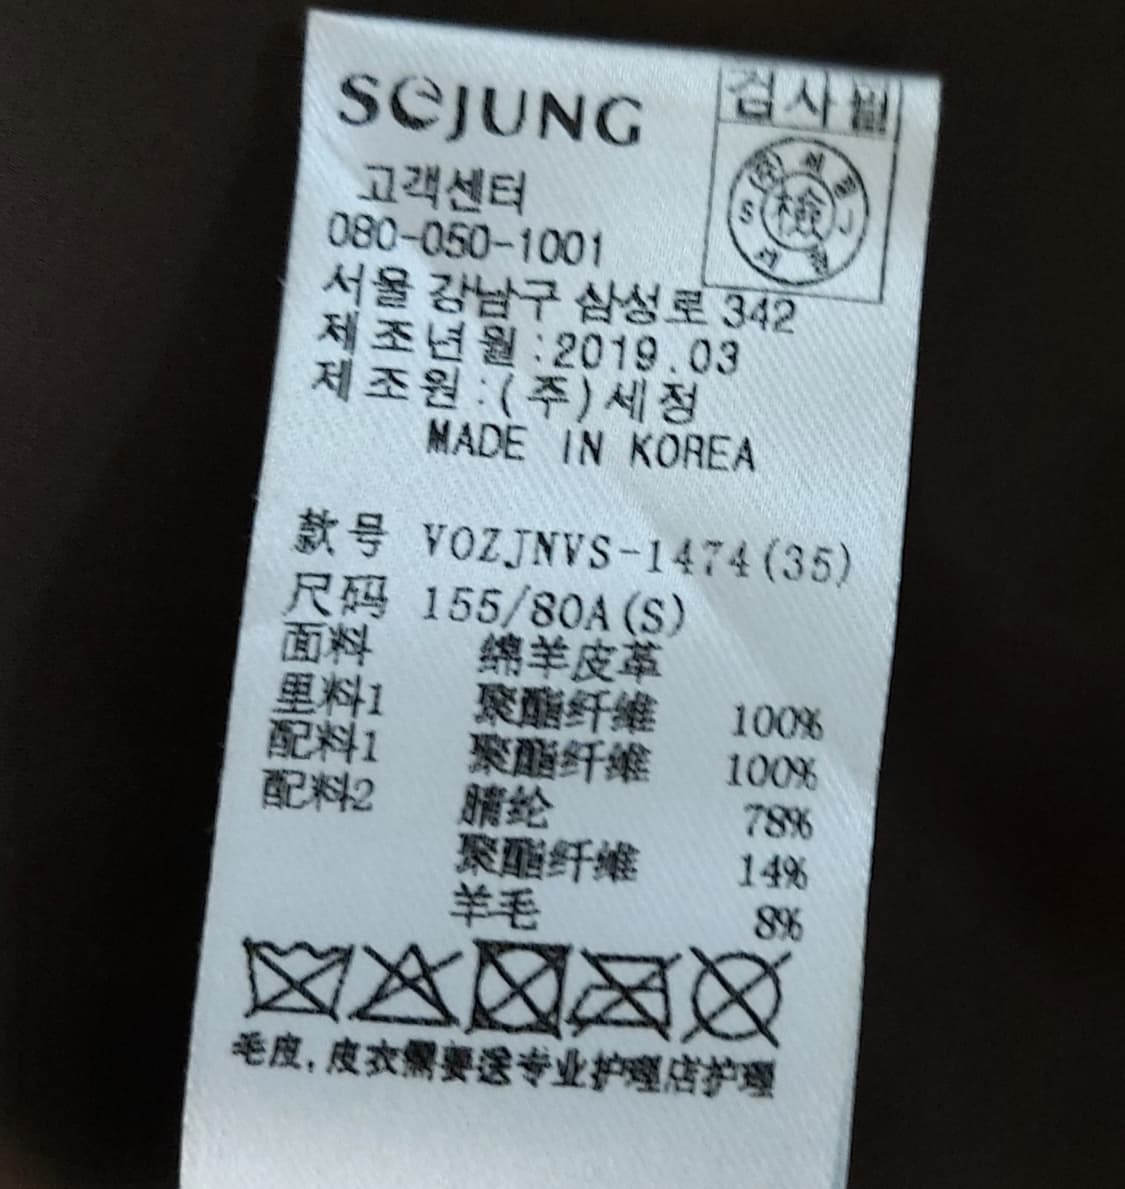 SeJUNG
검사필
(주) 세정
S 檢 J
고객센터
080-050-1001
서울 강남구 삼성로 342
제조년월:2019.03
제조원:(주)세정
MADE IN KOREA
款号 VOZJNVS-1474(35)
尺码 155/80A(S)
面料 绵羊皮革
里料1 聚酯纤维 100%
配料1 聚酯纤维 100%
配料2 腈纶 78%
聚酯纤维 14%
羊毛 8%
毛皮,皮衣需要送专业护理店护理